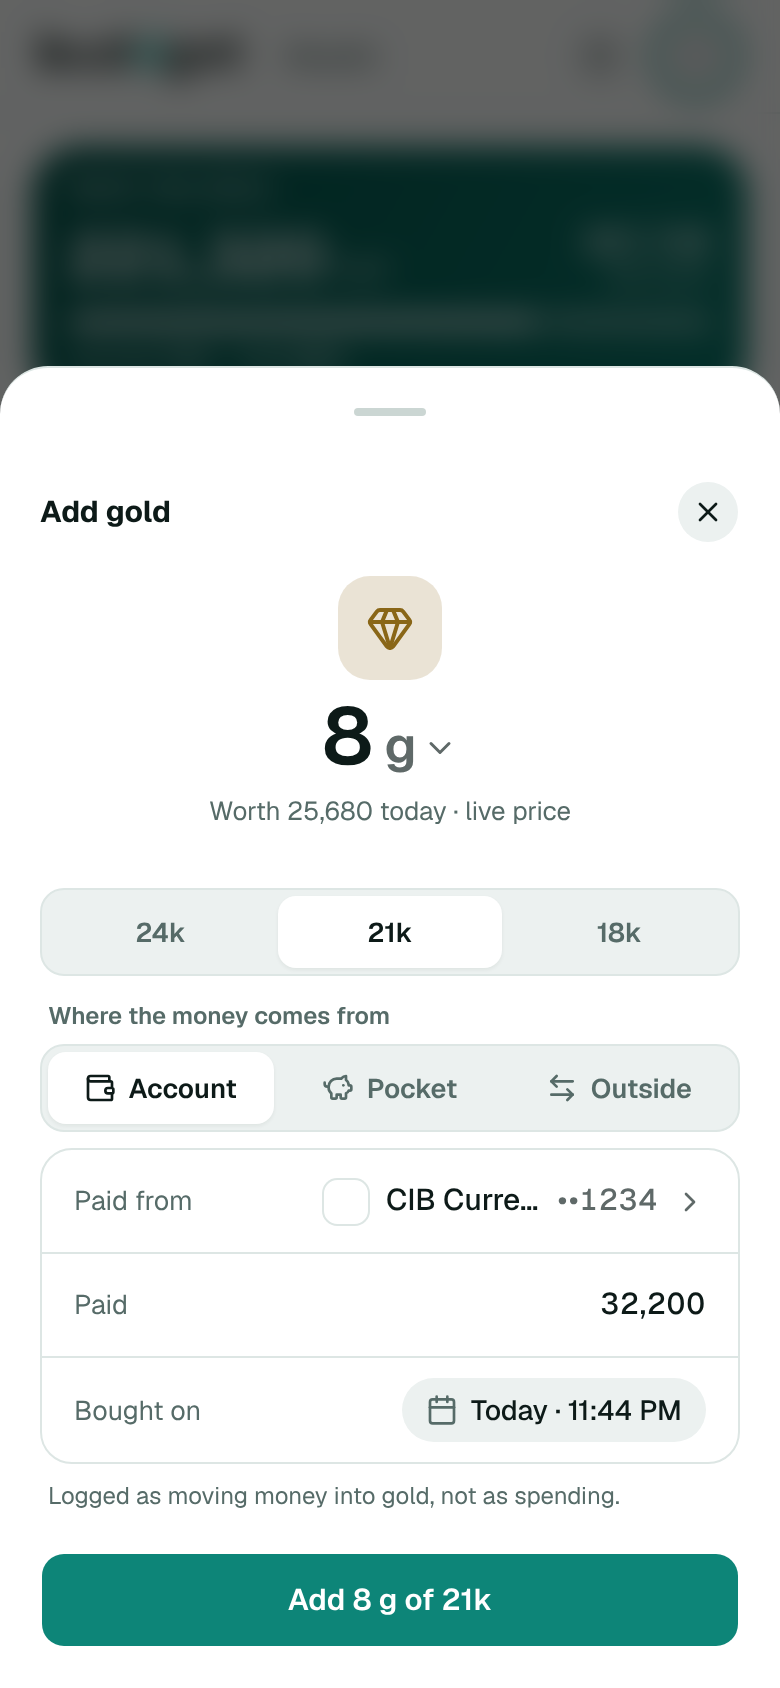 Add gold
8 g
Worth 25,680 today · live price
24k 21k 18k
Where the money comes from
Account Pocket Outside
Paid from CIB Curre... ••1234
Paid 32,200
Bought on Today · 11:44 PM
Logged as moving money into gold, not as spending.
Add 8 g of 21k